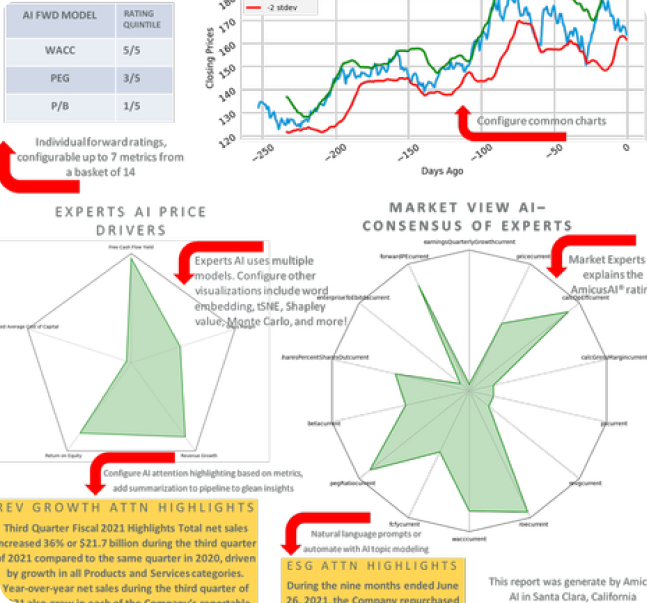 AI FWD MODEL
RATING
QUINTILE
WACC 5/5
PEG 3/5
P/B 1/5
-2 stdev
Closing Prices
170
160
150
140
130
120
−250
−200
−150
−100
−50
0
Days Ago
Configure common charts
Individual forward ratings,
configurable up to 7 metrics from
a basket of 14
EXPERTS AI PRICE
DRIVERS
Free Cash Flow Yield
ed Average Cost of Capital
Return on Equity
Revenue Growth
Experts AI uses multiple
models. Configure other
visualizations include word
embedding, tSNE, Shapley
value, Monte Carlo, and more!
MARKET VIEW AI–
CONSENSUS OF EXPERTS
earningsQuarterlyGrowthcurrent
forwardPEcurrent
pricecurrent
enterpriseToEbitdacurrent
haresPercentSharesOutcurrent
calcGrossMargincurrent
betacurrent
pegRatiocurrent
fcfycurrent
wacccurrent
roecurrent
Market Experts
explains the
AmicusAI® ratin
Configure AI attention highlighting based on metrics,
add summarization to pipeline to glean insights
REV GROWTH ATTN HIGHLIGHTS
Third Quarter Fiscal 2021 Highlights Total net sales
increased 36% or $21.7 billion during the third quarter
of 2021 compared to the same quarter in 2020, driven
by growth in all Products and Services categories.
Year-over-year net sales during the third quarter of
2021 also grew in each of the Company's reportable
Natural language prompts or
automate with AI topic modeling
ESG ATTN HIGHLIGHTS
During the nine months ended June
26, 2021, the Company repurchased
This report was generate by Amic
AI in Santa Clara, California